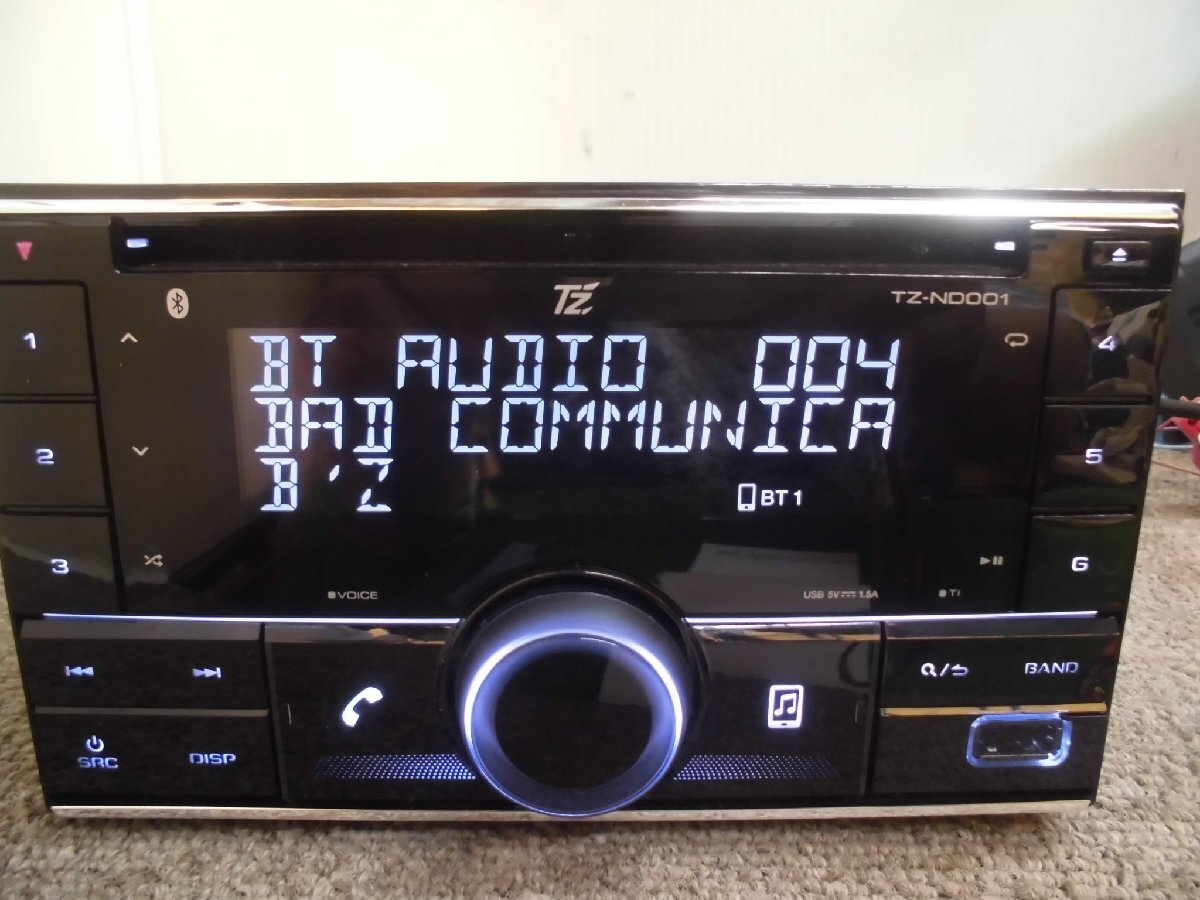 TZ
TZ-ND001
1
4
BT AUDIO 004
BAD COMMUNICA
2
5
B'Z
BT 1
3
6
VOICE
USB 5V 1.5A
TI
BAND
SRC
DISP